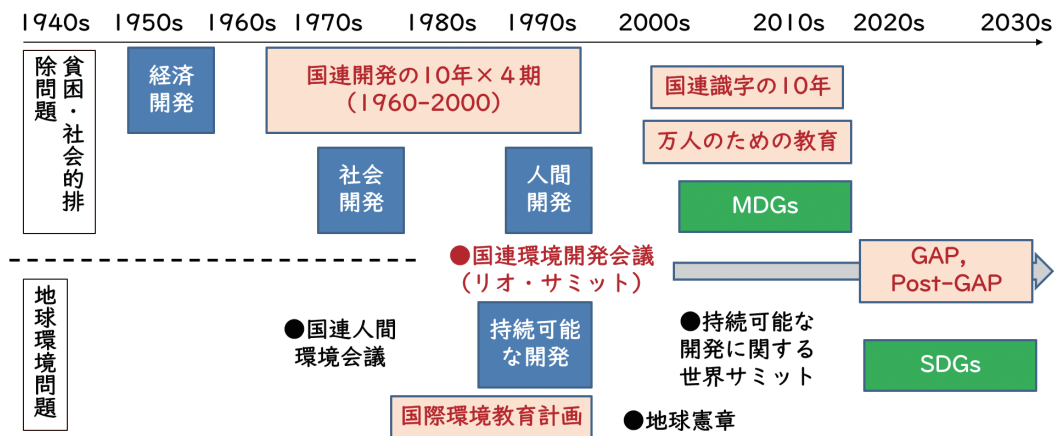 1940s 1950s 1960s 1970s 1980s 1990s 2000s 2010s 2020s 2030s
貧困・社会的排
除問題
経済
開発
国連開発の10年×4期
(1960-2000)
国連識字の10年
万人のための教育
社会
開発
人間
開発
MDGs
●国連環境開発会議
(リオ・サミット)
GAP,
Post-GAP
地球環境問題
●国連人間
環境会議
持続可能
な開発
●持続可能な
開発に関する
世界サミット
SDGs
国際環境教育計画
●地球憲章